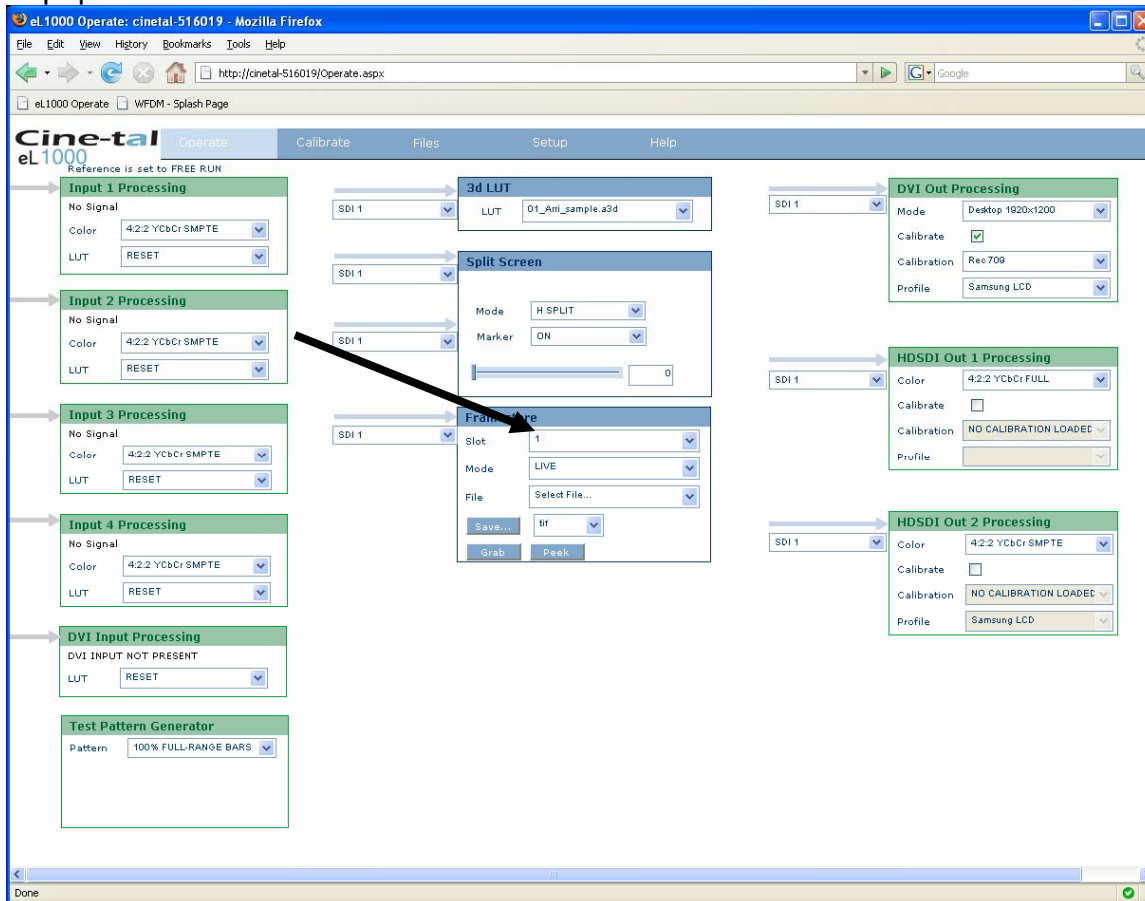 eL1000 Operate: cinetal-516019 - Mozilla Firefox
File Edit View History Bookmarks Tools Help
http://cinetal-516019/Operate.aspx
G Google
eL1000 Operate WFDM - Splash Page
Cine-tal
eL1000
Operate Calibrate Files Setup Help
Reference is set to FREE RUN
Input 1 Processing
No Signal
Color 4:2:2 YCbCr SMPTE
LUT RESET
Input 2 Processing
No Signal
Color 4:2:2 YCbCr SMPTE
LUT RESET
Input 3 Processing
No Signal
Color 4:2:2 YCbCr SMPTE
LUT RESET
Input 4 Processing
No Signal
Color 4:2:2 YCbCr SMPTE
LUT RESET
DVI Input Processing
DVI INPUT NOT PRESENT
LUT RESET
Test Pattern Generator
Pattern 100% FULL-RANGE BARS
SDI 1
3d LUT
LUT 01_Arri_sample.a3d
SDI 1
SDI 1
Split Screen
Mode H SPLIT
Marker ON
0
SDI 1
Slot 1
Mode LIVE
File Select File...
Save... tif
Grab Peek
SDI 1
DVI Out Processing
Mode Desktop 1920x1200
Calibrate
Calibration Rec 709
Profile Samsung LCD
SDI 1
HDSDI Out 1 Processing
Color 4:2:2 YCbCr FULL
Calibrate
Calibration NO CALIBRATION LOADED
Profile
SDI 1
HDSDI Out 2 Processing
Color 4:2:2 YCbCr SMPTE
Calibrate
Calibration NO CALIBRATION LOADED
Profile Samsung LCD
Done